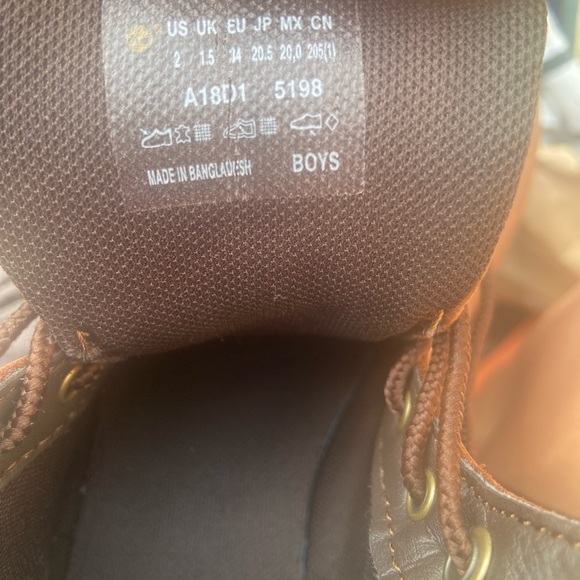 US UK EU JP MX CN
2 1.5 34 20.5 20,0 205(1)
A18D1 5198
MADE IN BANGLADESH BOYS